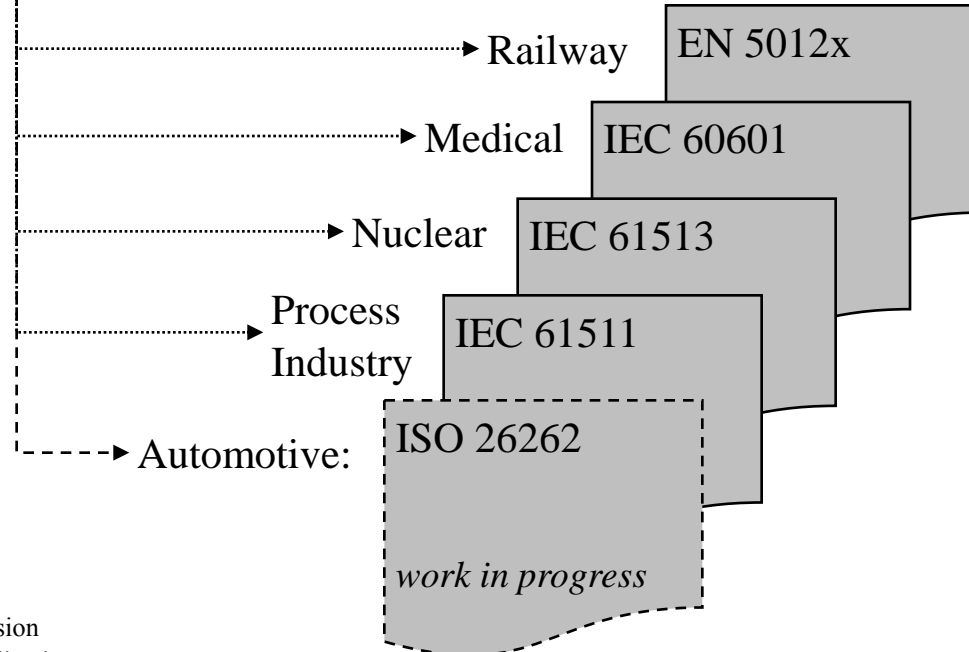 Railway
EN 5012x
Medical
IEC 60601
Nuclear
IEC 61513
Process
Industry
IEC 61511
Automotive:
ISO 26262
work in progress
sion